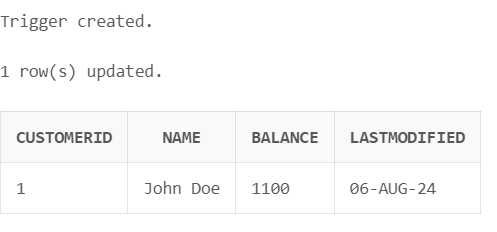 Trigger created.
1 row(s) updated.
CUSTOMERID NAME BALANCE LASTMODIFIED
1 John Doe 1100 06-AUG-24